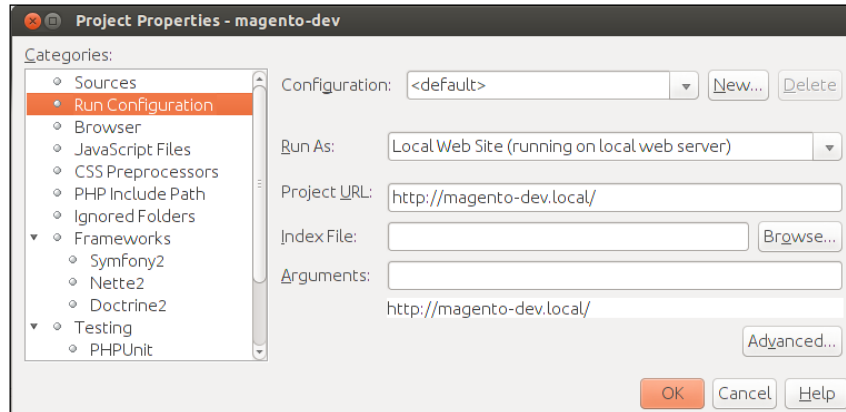 Project Properties - magento-dev
Categories:
Sources
Run Configuration
Browser
JavaScript Files
CSS Preprocessors
PHP Include Path
Ignored Folders
Frameworks
Symfony2
Nette2
Doctrine2
Testing
PHPUnit
Configuration: <default> New... Delete
Run As: Local Web Site (running on local web server)
Project URL: http://magento-dev.local/
Index File: Browse...
Arguments:
http://magento-dev.local/
Advanced...
OK Cancel Help